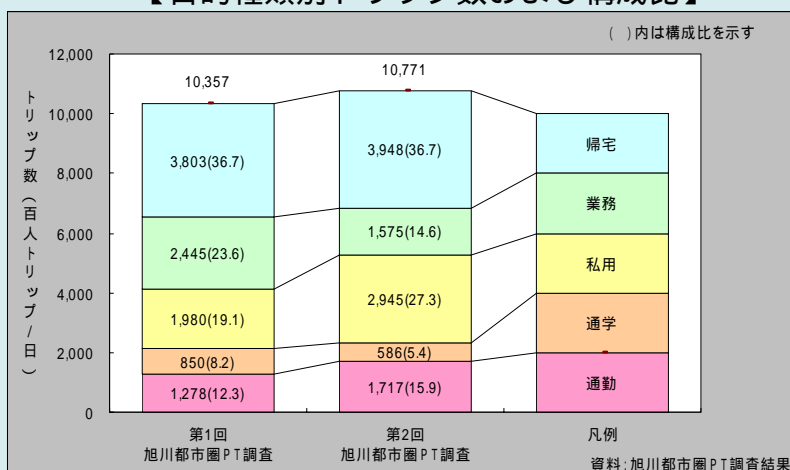 【目的種類別トリップ数および構成比】
( )内は構成比を示す
トリップ数(百人トリップ/日)
12,000
10,000
8,000
6,000
4,000
2,000
0
10,357
3,803(36.7)
2,445(23.6)
1,980(19.1)
850(8.2)
1,278(12.3)
10,771
3,948(36.7)
1,575(14.6)
2,945(27.3)
586(5.4)
1,717(15.9)
帰宅
業務
私用
通学
通勤
第1回
旭川都市圏PT調査
第2回
旭川都市圏PT調査
凡例
資料:旭川都市圏PT調査結果